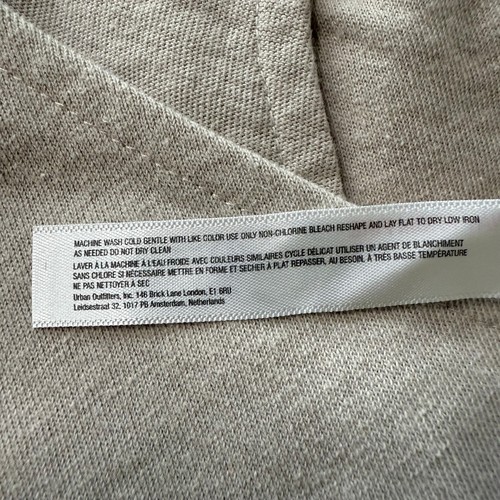 MACHINE WASH COLD GENTLE WITH LIKE COLOR USE ONLY NON-CHLORINE BLEACH RESHAPE AND LAY FLAT TO DRY LOW IRON
AS NEEDED DO NOT DRY CLEAN
LAVER À LA MACHINE À L'EAU FROIDE AVEC COULEURS SIMILAIRES CYCLE DÉLICAT UTILISER UN AGENT DE BLANCHIMENT
SANS CHLORE SI NÉCESSAIRE METTRE EN FORME ET SECHER À PLAT REPASSER, AU BESOIN, À TRÈS BASSE TEMPÉRATURE
NE PAS NETTOYER À SEC
Urban Outfitters, Inc. 146 Brick Lane London, E1 6RU
Leidsestraat 32, 1017 PB Amsterdam, Netherlands